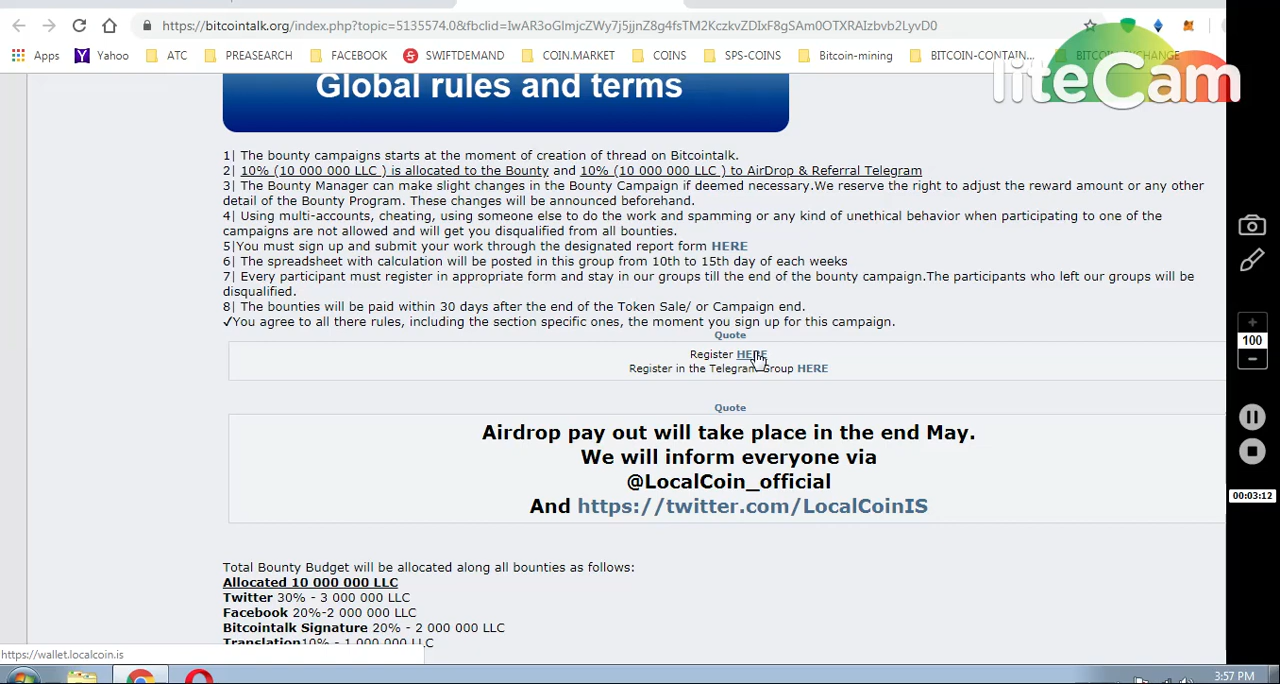 https://bitcointalk.org/index.php?topic=5135574.0&fbclid=IwAR3oGlmjcZWy7j5jjnZ8g4fsTM2KczkvZDIxF8gSAm0OTXRAIzbvb2LyvD0
Apps Yahoo ATC PREASEARCH FACEBOOK SWIFTDEMAND COIN.MARKET COINS SPS-COINS Bitcoin-mining BITCOIN-CONTAIN... BITCOIN-EXCHANGE
liteCam
Global rules and terms
1| The bounty campaigns starts at the moment of creation of thread on Bitcointalk.
2| 10% (10 000 000 LLC ) is allocated to the Bounty and 10% (10 000 000 LLC ) to AirDrop & Referral Telegram
3| The Bounty Manager can make slight changes in the Bounty Campaign if deemed necessary.We reserve the right to adjust the reward amount or any other
detail of the Bounty Program. These changes will be announced beforehand.
4| Using multi-accounts, cheating, using someone else to do the work and spamming or any kind of unethical behavior when participating to one of the
campaigns are not allowed and will get you disqualified from all bounties.
5|You must sign up and submit your work through the designated report form HERE
6| The spreadsheet with calculation will be posted in this group from 10th to 15th day of each weeks
7| Every participant must register in appropriate form and stay in our groups till the end of the bounty campaign.The participants who left our groups will be
disqualified.
8| The bounties will be paid within 30 days after the end of the Token Sale/ or Campaign end.
✓You agree to all there rules, including the section specific ones, the moment you sign up for this campaign.
Quote
Register HERE
Register in the Telegram Group HERE
Quote
Airdrop pay out will take place in the end May.
We will inform everyone via
@LocalCoin_official
And https://twitter.com/LocalCoinIS
Total Bounty Budget will be allocated along all bounties as follows:
Allocated 10 000 000 LLC
Twitter 30% - 3 000 000 LLC
Facebook 20%-2 000 000 LLC
Bitcointalk Signature 20% - 2 000 000 LLC
Translation10% - 1 000 000 LLC
https://wallet.localcoin.is
100
00:03:12
3:57 PM